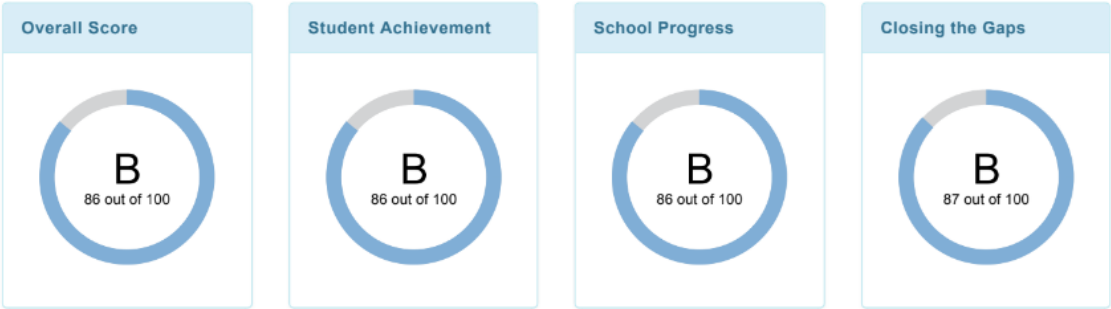 Overall Score
B
86 out of 100
Student Achievement
B
86 out of 100
School Progress
B
86 out of 100
Closing the Gaps
B
87 out of 100